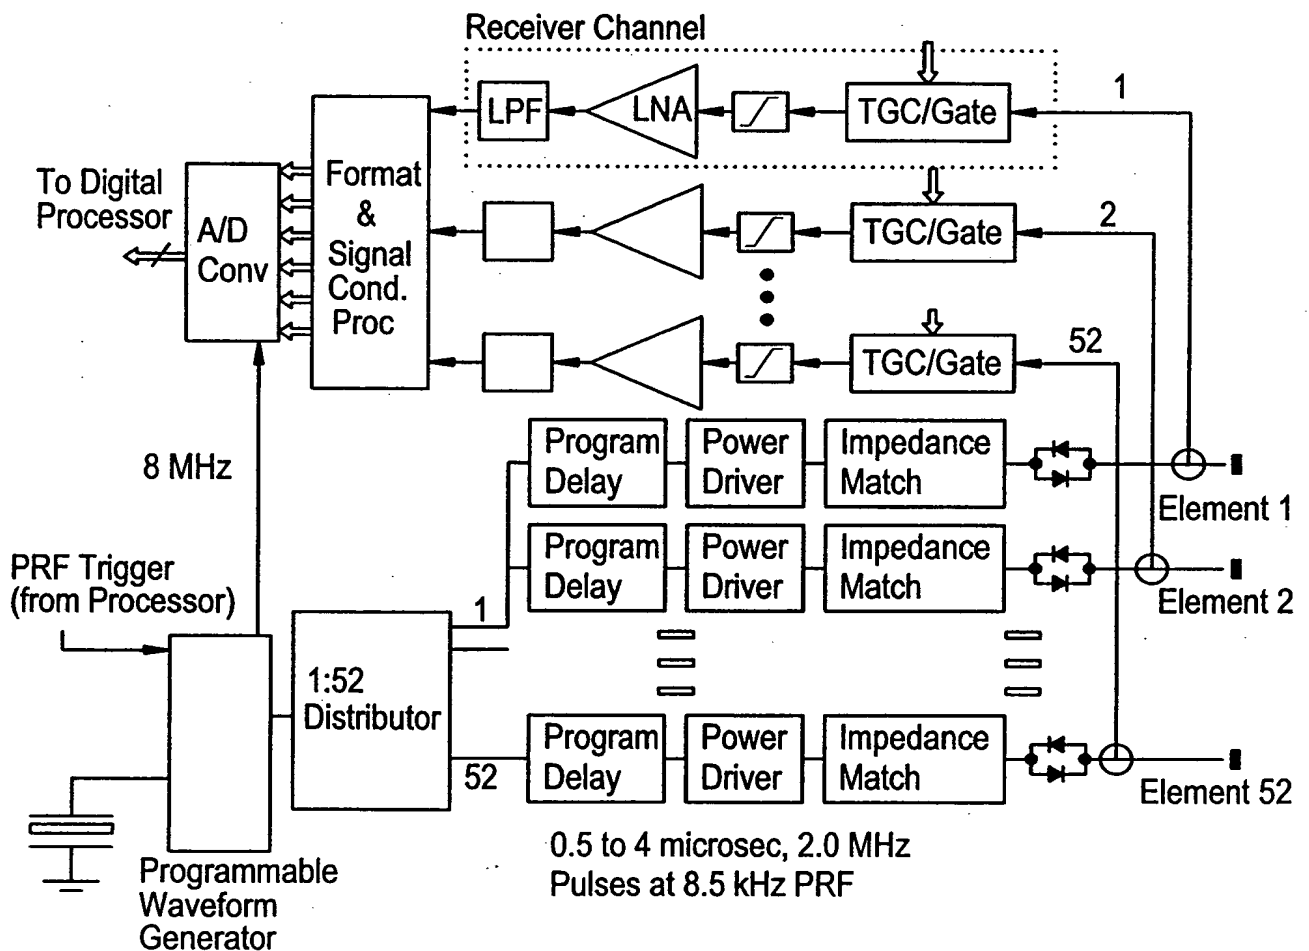 Receiver Channel
LPF
LNA
TGC/Gate
1
To Digital
Processor
A/D
Conv
Format
&
Signal
Cond.
Proc
TGC/Gate
2
TGC/Gate
52
8 MHz
Program
Delay
Power
Driver
Impedance
Match
Element 1
PRF Trigger
(from Processor)
Program
Delay
Power
Driver
Impedance
Match
Element 2
1
1:52
Distributor
52
Program
Delay
Power
Driver
Impedance
Match
Element 52
Programmable
Waveform
Generator
0.5 to 4 microsec, 2.0 MHz
Pulses at 8.5 kHz PRF